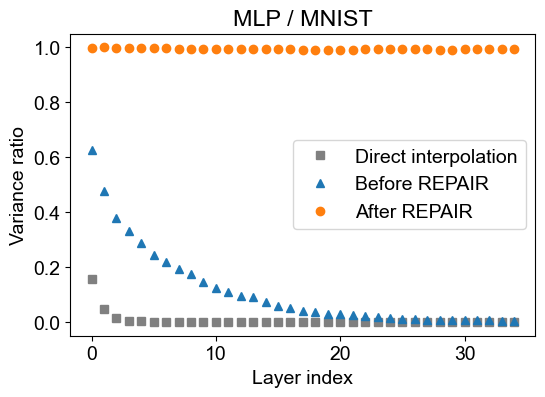 MLP / MNIST
1.0
0.8
0.6
0.4
0.2
0.0
Variance ratio
Direct interpolation
Before REPAIR
After REPAIR
0 10 20 30
Layer index